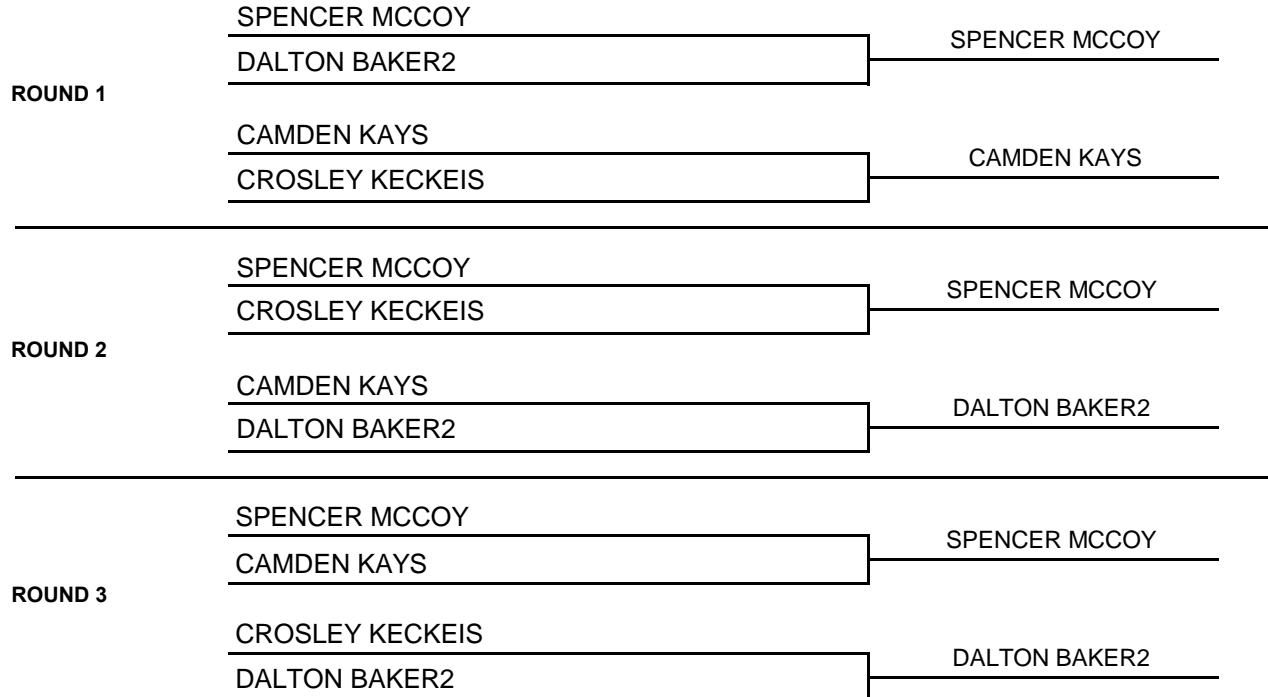 SPENCER MCCOY
DALTON BAKER2
SPENCER MCCOY
ROUND 1
CAMDEN KAYS
CROSLEY KECKEIS
CAMDEN KAYS
SPENCER MCCOY
CROSLEY KECKEIS
SPENCER MCCOY
ROUND 2
CAMDEN KAYS
DALTON BAKER2
DALTON BAKER2
SPENCER MCCOY
CAMDEN KAYS
SPENCER MCCOY
ROUND 3
CROSLEY KECKEIS
DALTON BAKER2
DALTON BAKER2